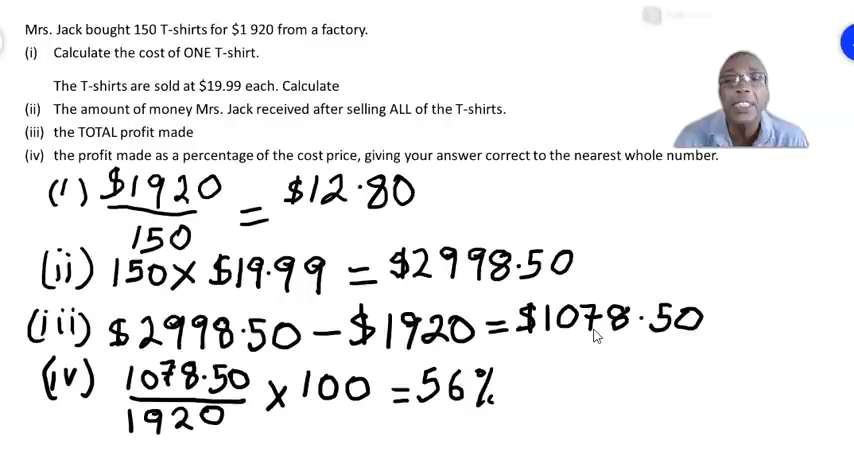 Mrs. Jack bought 150 T-shirts for $1 920 from a factory.
(i) Calculate the cost of ONE T-shirt.
The T-shirts are sold at $19.99 each. Calculate
(ii) The amount of money Mrs. Jack received after selling ALL of the T-shirts.
(iii) the TOTAL profit made
(iv) the profit made as a percentage of the cost price, giving your answer correct to the nearest whole number.
(i) $1920 / 150 = $12.80
(ii) 150 x $19.99 = $2998.50
(iii) $2998.50 - $1920 = $1078.50
(iv) 1078.50 / 1920 x 100 = 56%